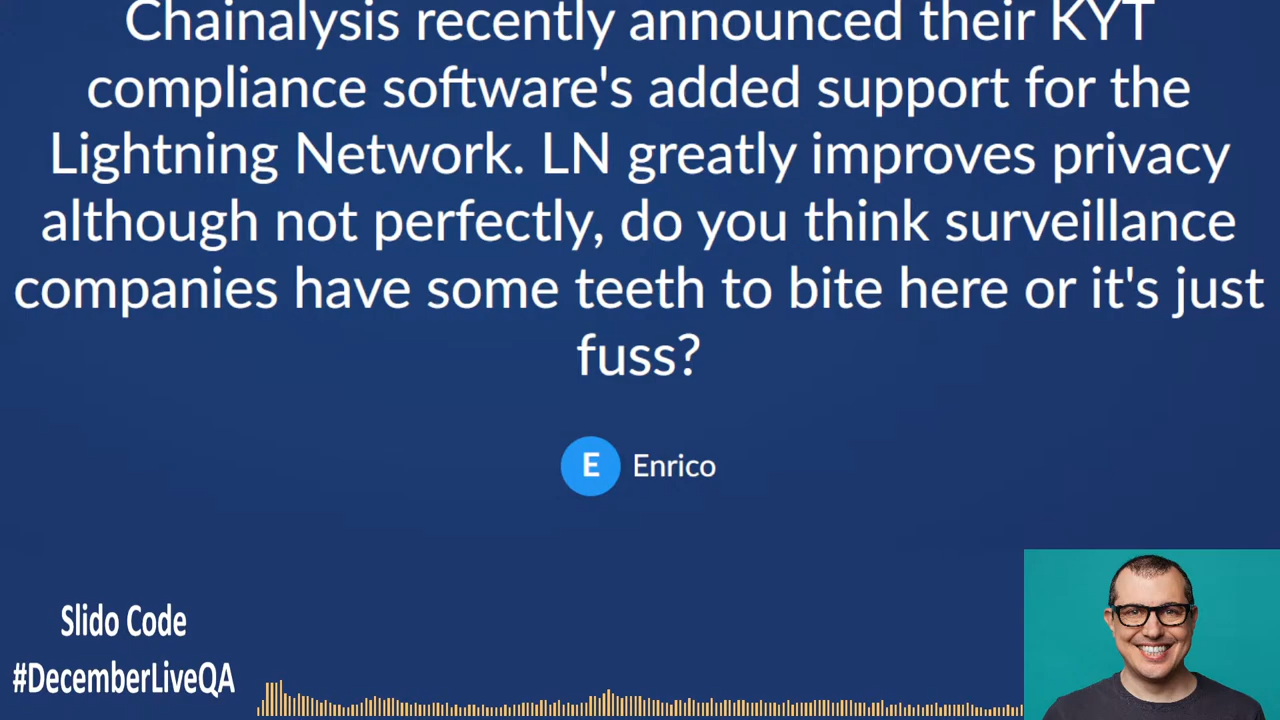 Chainalysis recently announced their KYT
compliance software's added support for the
Lightning Network. LN greatly improves privacy
although not perfectly, do you think surveillance
companies have some teeth to bite here or it's just
fuss?
E Enrico
Slido Code
#DecemberLiveQA